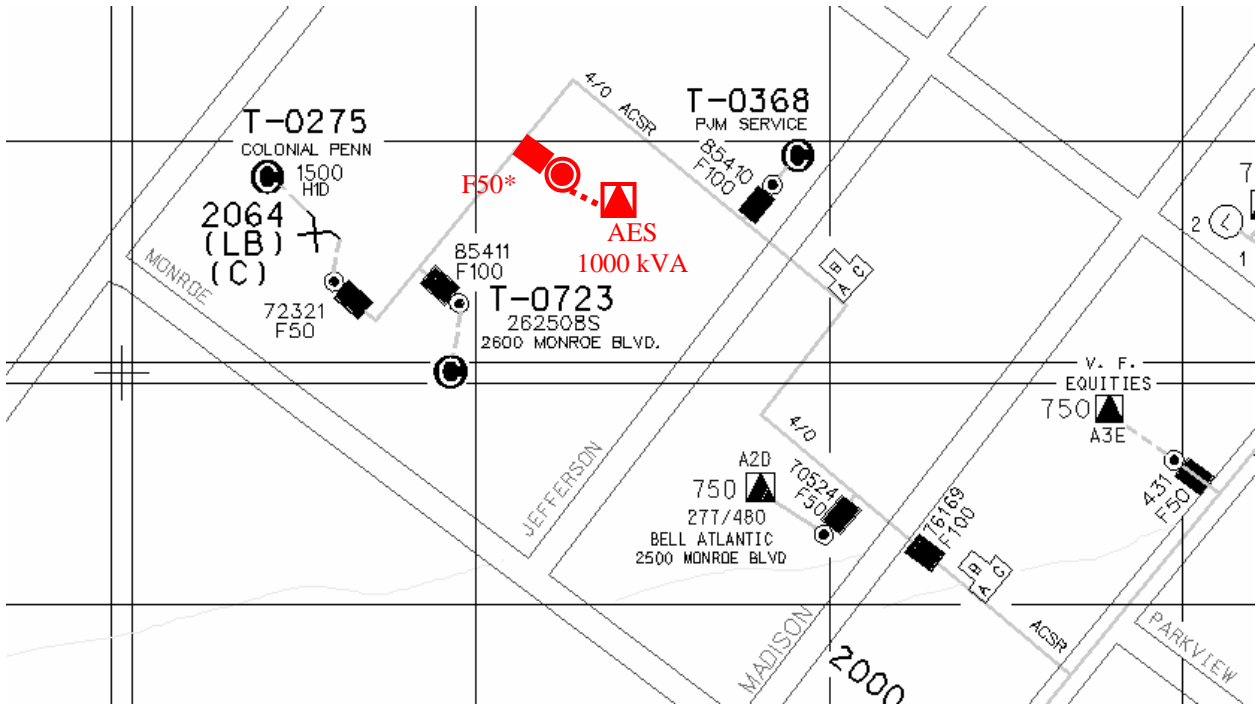 4/0 ACSR
T-0368
PJM SERVICE
85410
F100
T-0275
COLONIAL PENN
C
1500
H1D
C
2064
(LB)
(C)
F50*
AES
1000 kVA
MONROE
85411
F100
72321
F50
T-0723
262508S
2600 MONROE BLVD.
C
B
C
A
7
2
L
1
V. F.
EQUITIES
750
A3E
431
F50
4/0
JEFFERSON
A2D
750
277/480
BELL ATLANTIC
2500 MONROE BLVD
70524
F50
76169
F100
B
C
A
ACSR
MADISON
2000
PARKVIEW